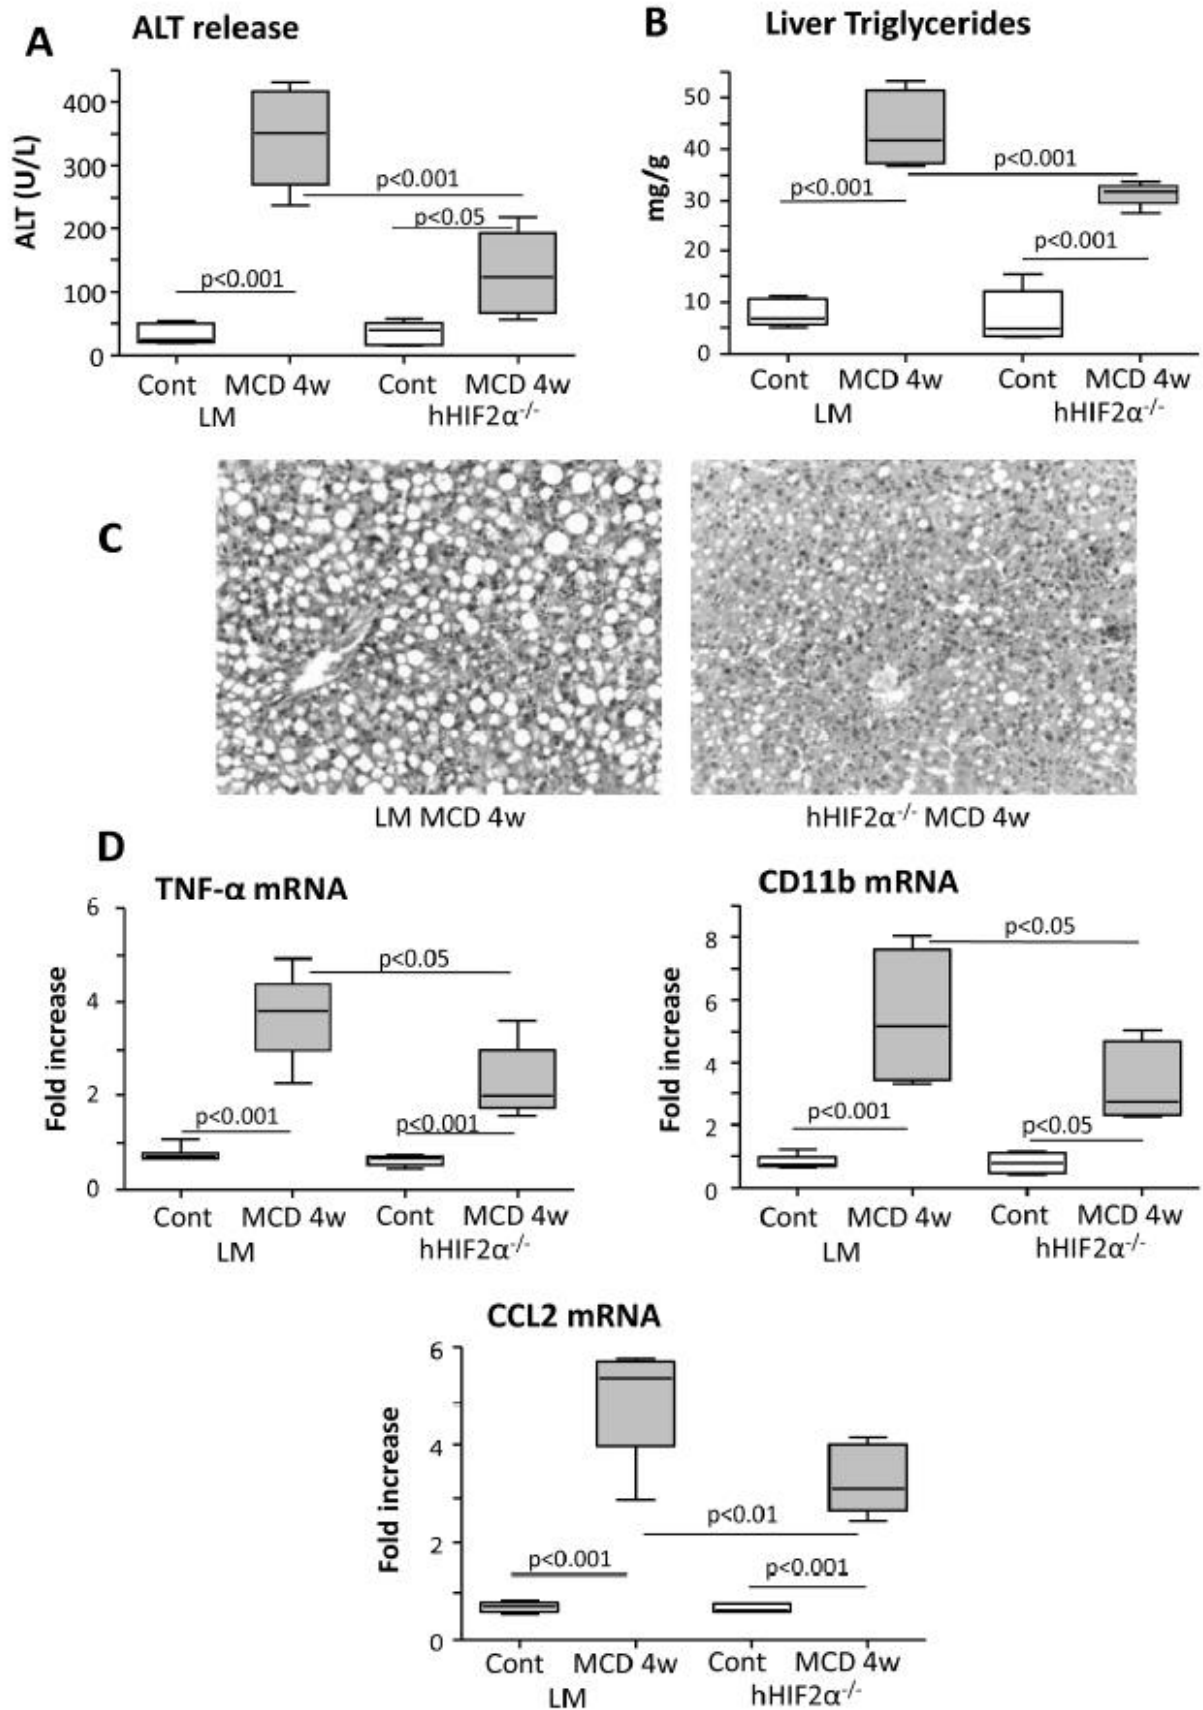 A
ALT release
ALT (U/L)
400
300
200
100
0
p<0.001
p<0.001
p<0.05
Cont MCD 4w Cont MCD 4w
LM hHIF2α-/-
B
Liver Triglycerides
mg/g
50
40
30
20
10
0
p<0.001
p<0.001
p<0.001
Cont MCD 4w Cont MCD 4w
LM hHIF2α-/-
C
LM MCD 4w
hHIF2α-/- MCD 4w
D
TNF-α mRNA
Fold increase
6
4
2
0
p<0.05
p<0.001
p<0.001
Cont MCD 4w Cont MCD 4w
LM hHIF2α-/-
CD11b mRNA
Fold increase
8
6
4
2
0
p<0.05
p<0.001
p<0.05
Cont MCD 4w Cont MCD 4w
LM hHIF2α-/-
CCL2 mRNA
Fold increase
6
4
2
0
p<0.01
p<0.001
p<0.001
Cont MCD 4w Cont MCD 4w
LM hHIF2α-/-